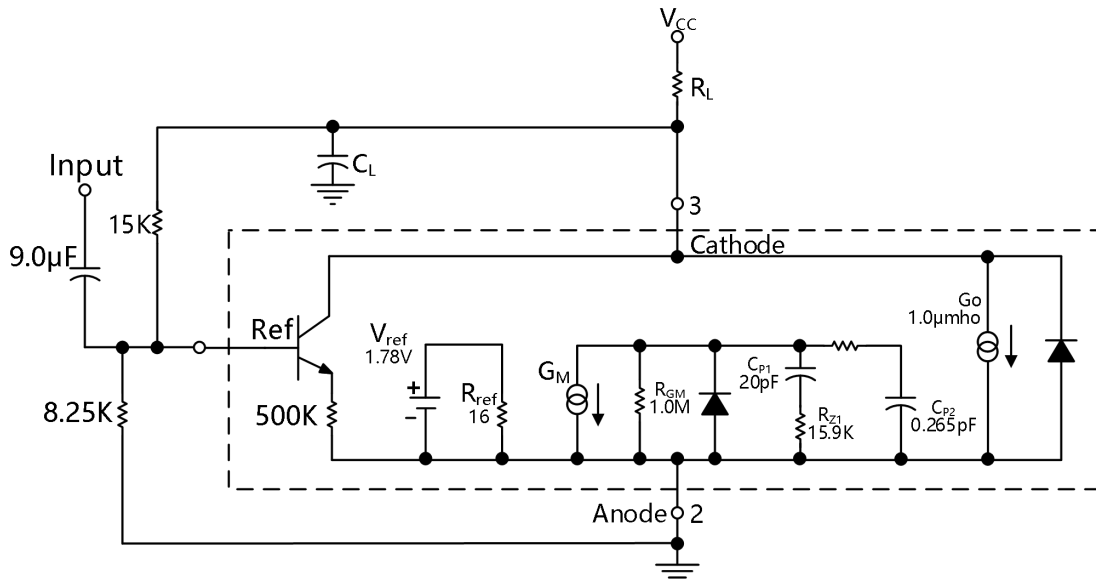 VCC
RL
CL
Input
15K
3
9.0µF
Cathode
Go
1.0µmho
Ref
Vref
1.78V
+
–
GM
CP1
20pF
8.25K
500K
Rref
16
RGM
1.0M
RZ1
15.9K
CP2
0.265pF
Anode
2